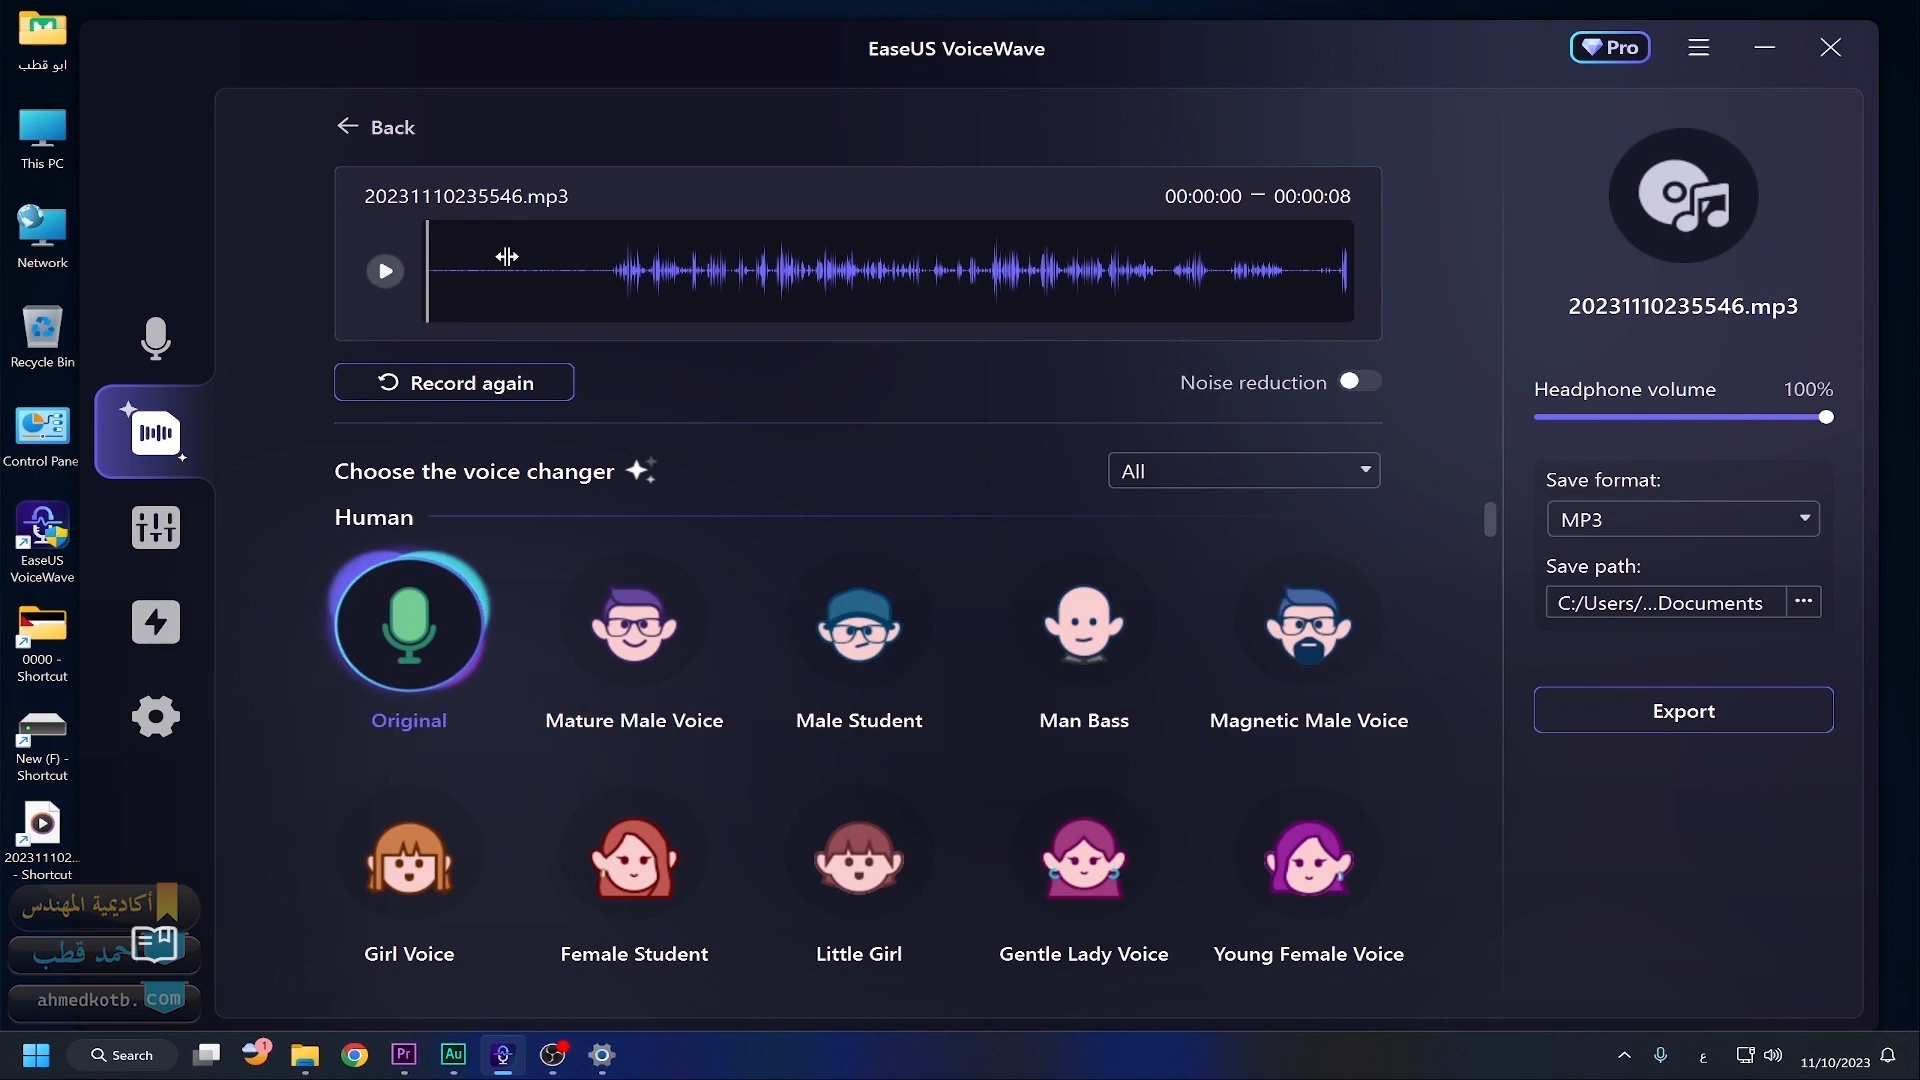 ابو قطب
This PC
Network
Recycle Bin
Control Pane
EaseUS
VoiceWave
0000 -
Shortcut
New (F) -
Shortcut
202311102...
- Shortcut
أكاديمية المهندس
قطب
ahmedkotb.com
EaseUS VoiceWave
Pro
Back
20231110235546.mp3
00:00:00 — 00:00:08
Record again
Noise reduction
Choose the voice changer
All
Human
Original
Mature Male Voice
Male Student
Man Bass
Magnetic Male Voice
Girl Voice
Female Student
Little Girl
Gentle Lady Voice
Young Female Voice
20231110235546.mp3
Headphone volume 100%
Save format:
MP3
Save path:
C:/Users/...Documents
...
Export
Search
1
Pr
Au
ع
11/10/2023